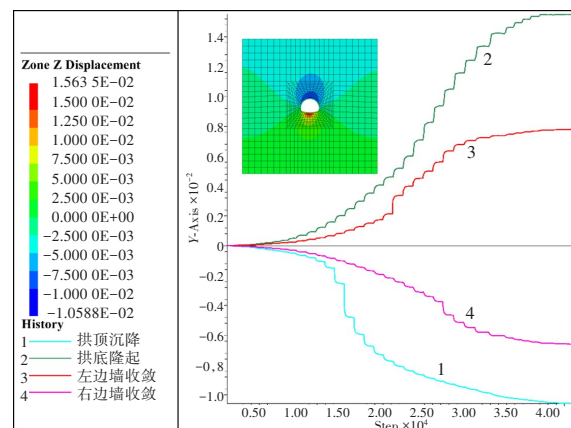 Zone Z Displacement
1.563 5E-02
1.500 0E-02
1.250 0E-02
1.000 0E-02
7.500 0E-03
5.000 0E-03
2.500 0E-03
0.000 0E+00
-2.500 0E-03
-5.000 0E-03
-7.500 0E-03
-1.000 0E-02
-1.0588E-02
History
1 拱顶沉降
2 拱底隆起
3 左边墙收敛
4 右边墙收敛
Y-Axis ×10⁻²
1.4
1.2
1.0
0.8
0.6
0.4
0.2
0
-0.2
-0.4
-0.6
-0.8
-1.0
2
3
4
1
0.50 1.00 1.50 2.00 2.50 3.00 3.50 4.00
Step ×10⁴